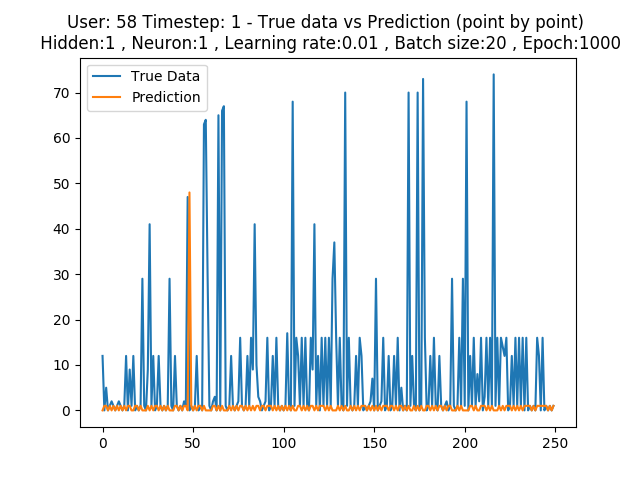 User: 58 Timestep: 1 - True data vs Prediction (point by point)
Hidden:1 , Neuron:1 , Learning rate:0.01 , Batch size:20 , Epoch:1000
True Data
Prediction
70
60
50
40
30
20
10
0
0 50 100 150 200 250